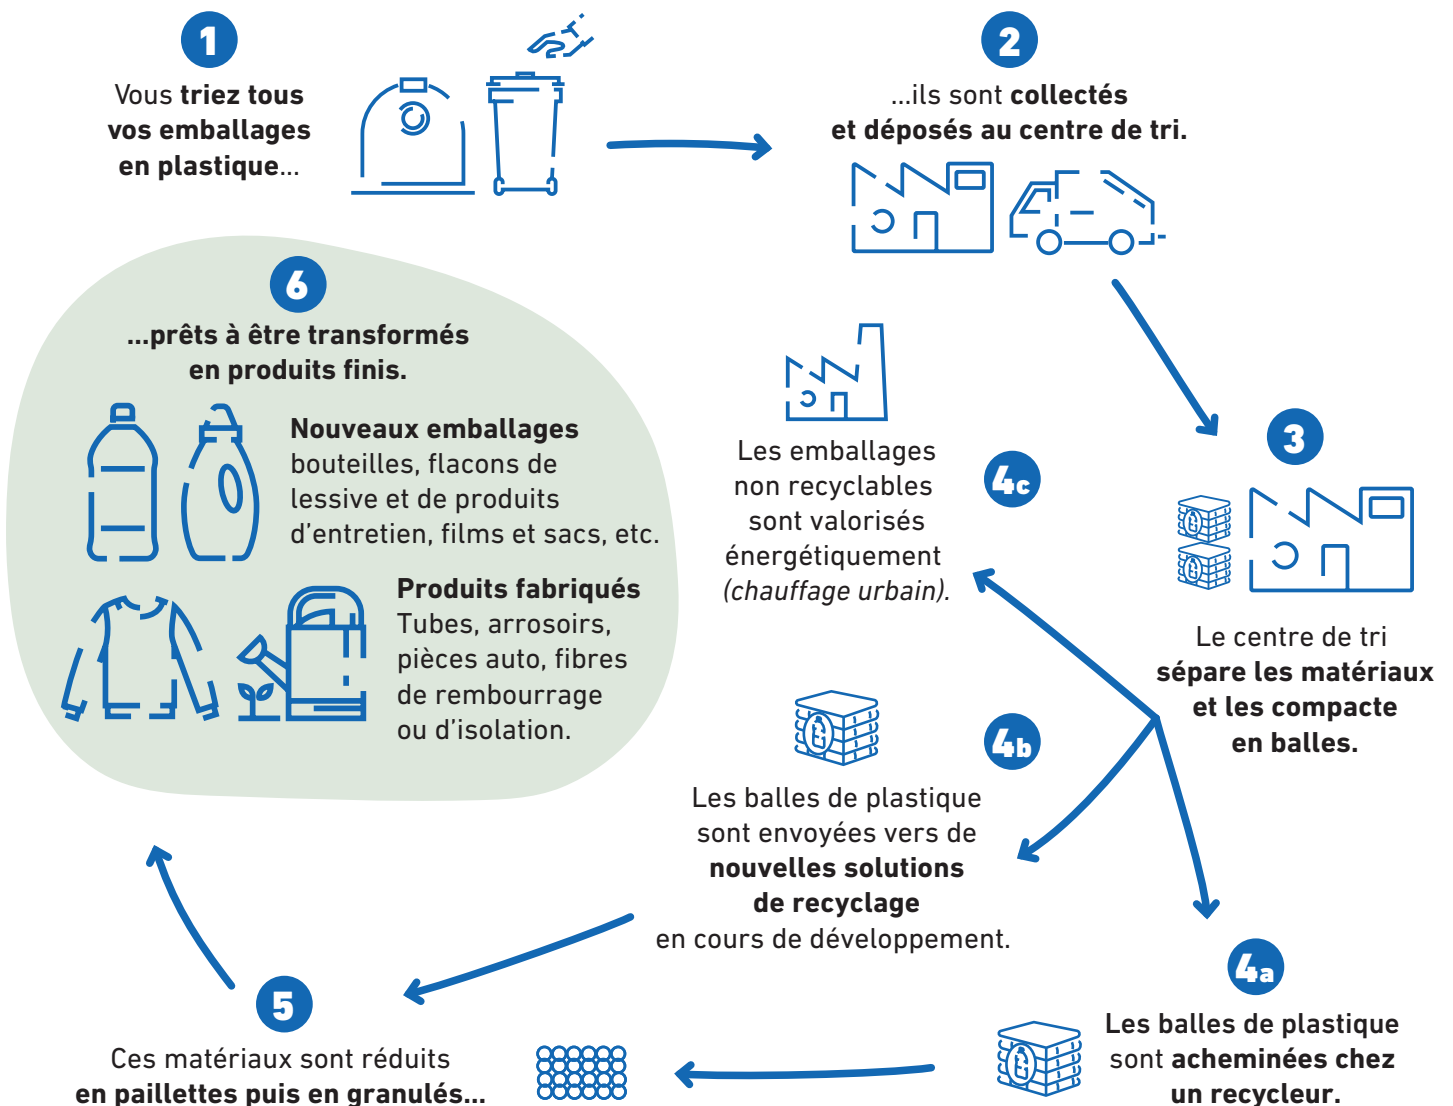 1
Vous triez tous
vos emballages
en plastique...
2
...ils sont collectés
et déposés au centre de tri.
3
Le centre de tri
sépare les matériaux
et les compacte
en balles.
4c
Les emballages
non recyclables
sont valorisés
énergétiquement
(chauffage urbain).
4b
Les balles de plastique
sont envoyées vers de
nouvelles solutions
de recyclage
en cours de développement.
4a
Les balles de plastique
sont acheminées chez
un recycleur.
5
Ces matériaux sont réduits
en paillettes puis en granulés...
6
...prêts à être transformés
en produits finis.
Nouveaux emballages
bouteilles, flacons de
lessive et de produits
d’entretien, films et sacs, etc.
Produits fabriqués
Tubes, arrosoirs,
pièces auto, fibres
de rembourrage
ou d’isolation.